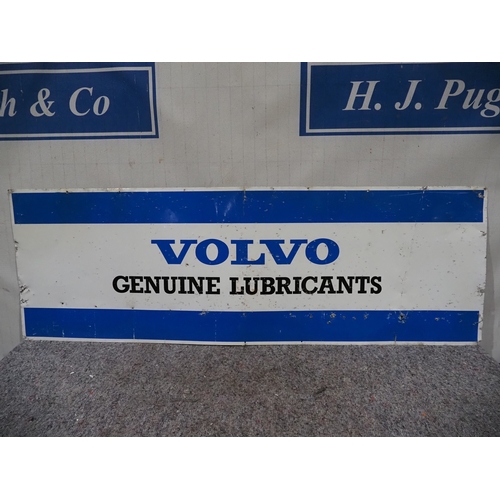 h & Co
H. J. Pug
VOLVO
GENUINE LUBRICANTS